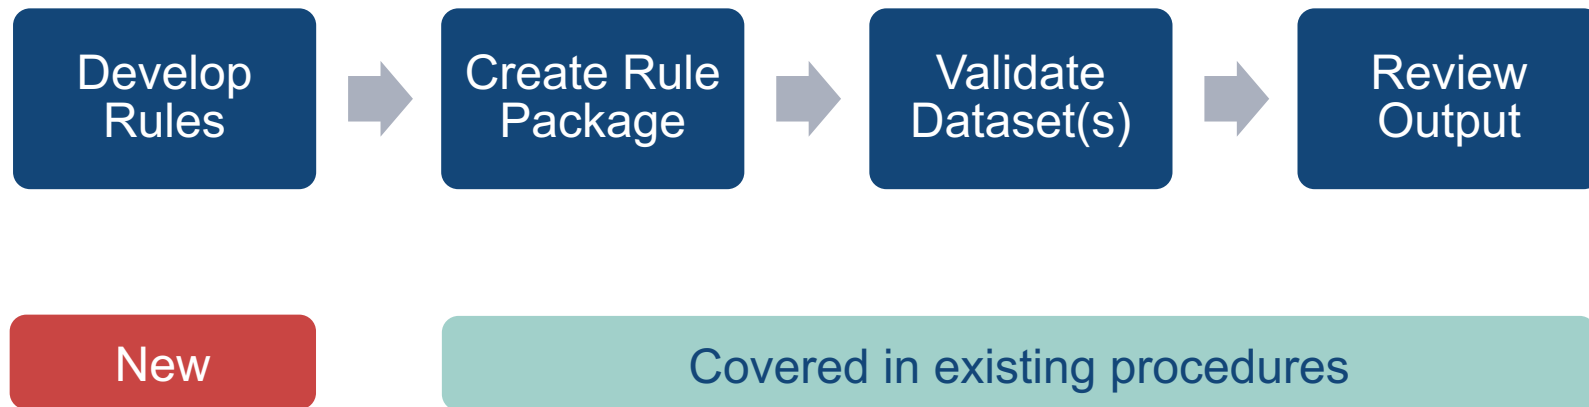 Develop
Rules
Create Rule
Package
Validate
Dataset(s)
Review
Output
New
Covered in existing procedures